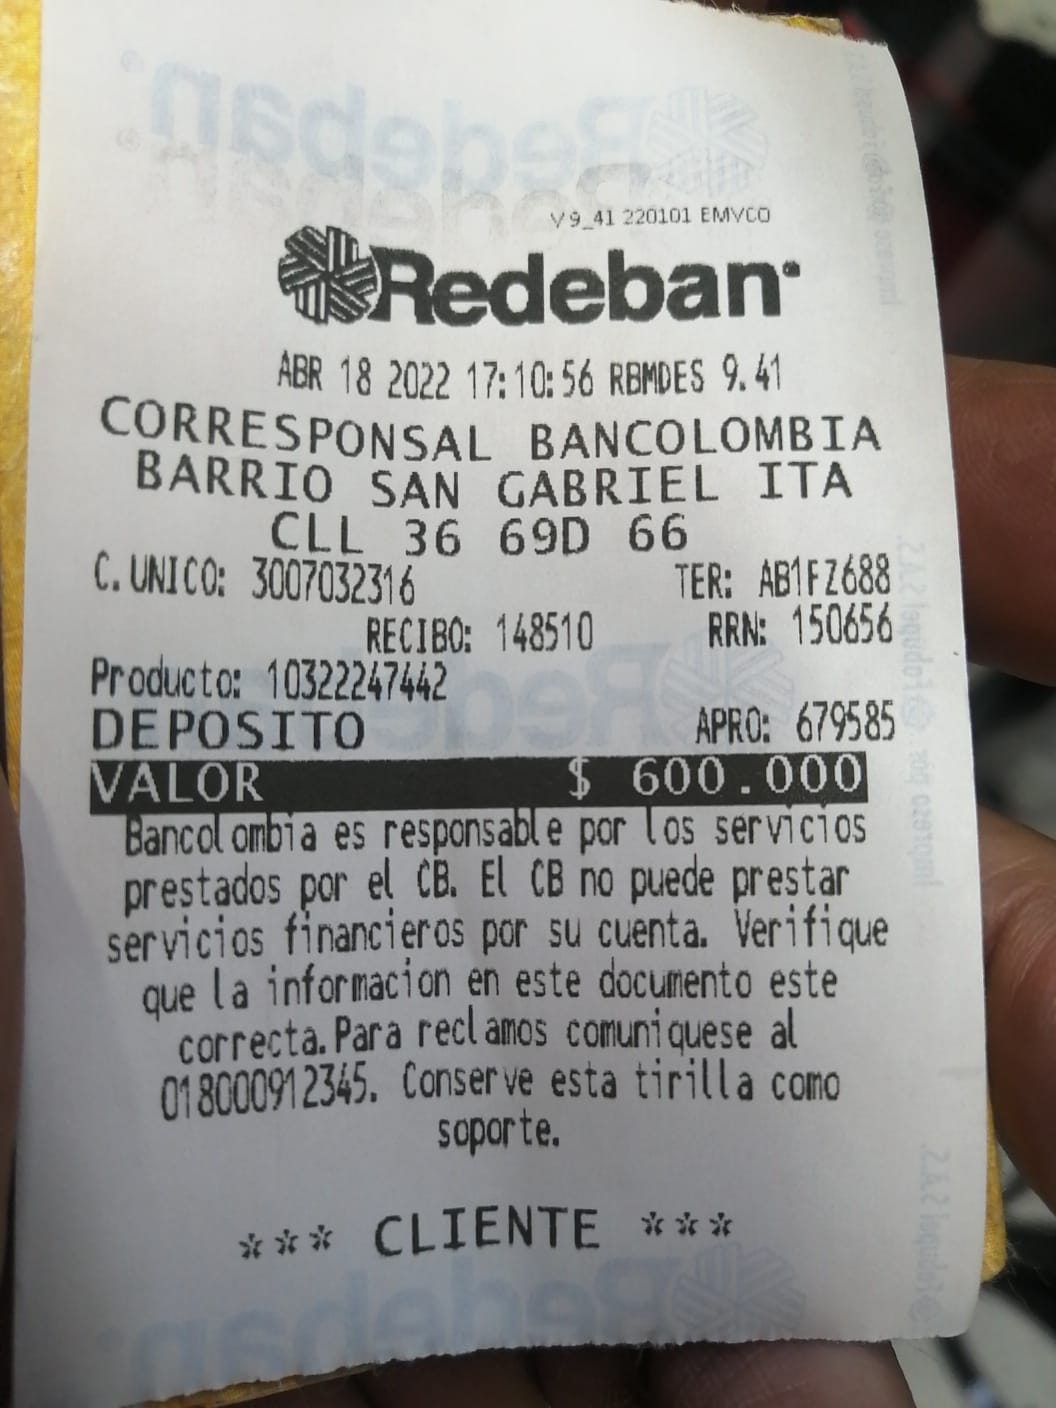 V9_41 220101 EMVCO
Redeban
ABR 18 2022 17:10:56 RBMDES 9.41
CORRESPONSAL BANCOLOMBIA
BARRIO SAN GABRIEL ITA
CLL 36 69D 66
C.UNICO: 3007032316 TER: AB1FZ688
RECIBO: 148510 RRN: 150656
Producto: 10322247442
DEPOSITO APRO: 679585
VALOR $ 600.000
Bancolombia es responsable por los servicios
prestados por el CB. El CB no puede prestar
servicios financieros por su cuenta. Verifique
que la informacion en este documento este
correcta.Para reclamos comuniquese al
018000912345. Conserve esta tirilla como
soporte.
*** CLIENTE ***